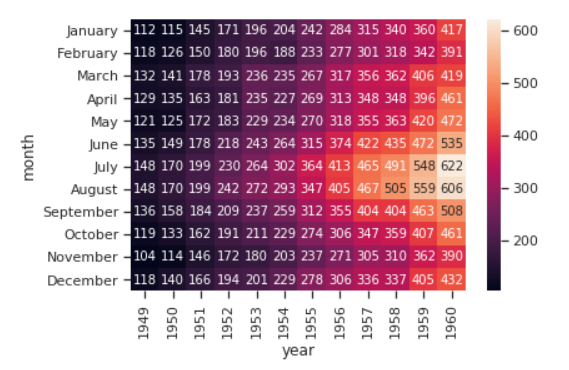 January 112 115 145 171 196 204 242 284 315 340 360 417
February 118 126 150 180 196 188 233 277 301 318 342 391
March 132 141 178 193 236 235 267 317 356 362 406 419
April 129 135 163 181 235 227 269 313 348 348 396 461
May 121 125 172 183 229 234 270 318 355 363 420 472
June 135 149 178 218 243 264 315 374 422 435 472 535
July 148 170 199 230 264 302 364 413 465 491 548 622
August 148 170 199 242 272 293 347 405 467 505 559 606
September 136 158 184 209 237 259 312 355 404 404 463 508
October 119 133 162 191 211 229 274 306 347 359 407 461
November 104 114 146 172 180 203 237 271 305 310 362 390
December 118 140 166 194 201 229 278 306 336 337 405 432
1949 1950 1951 1952 1953 1954 1955 1956 1957 1958 1959 1960
year
month
600
500
400
300
200